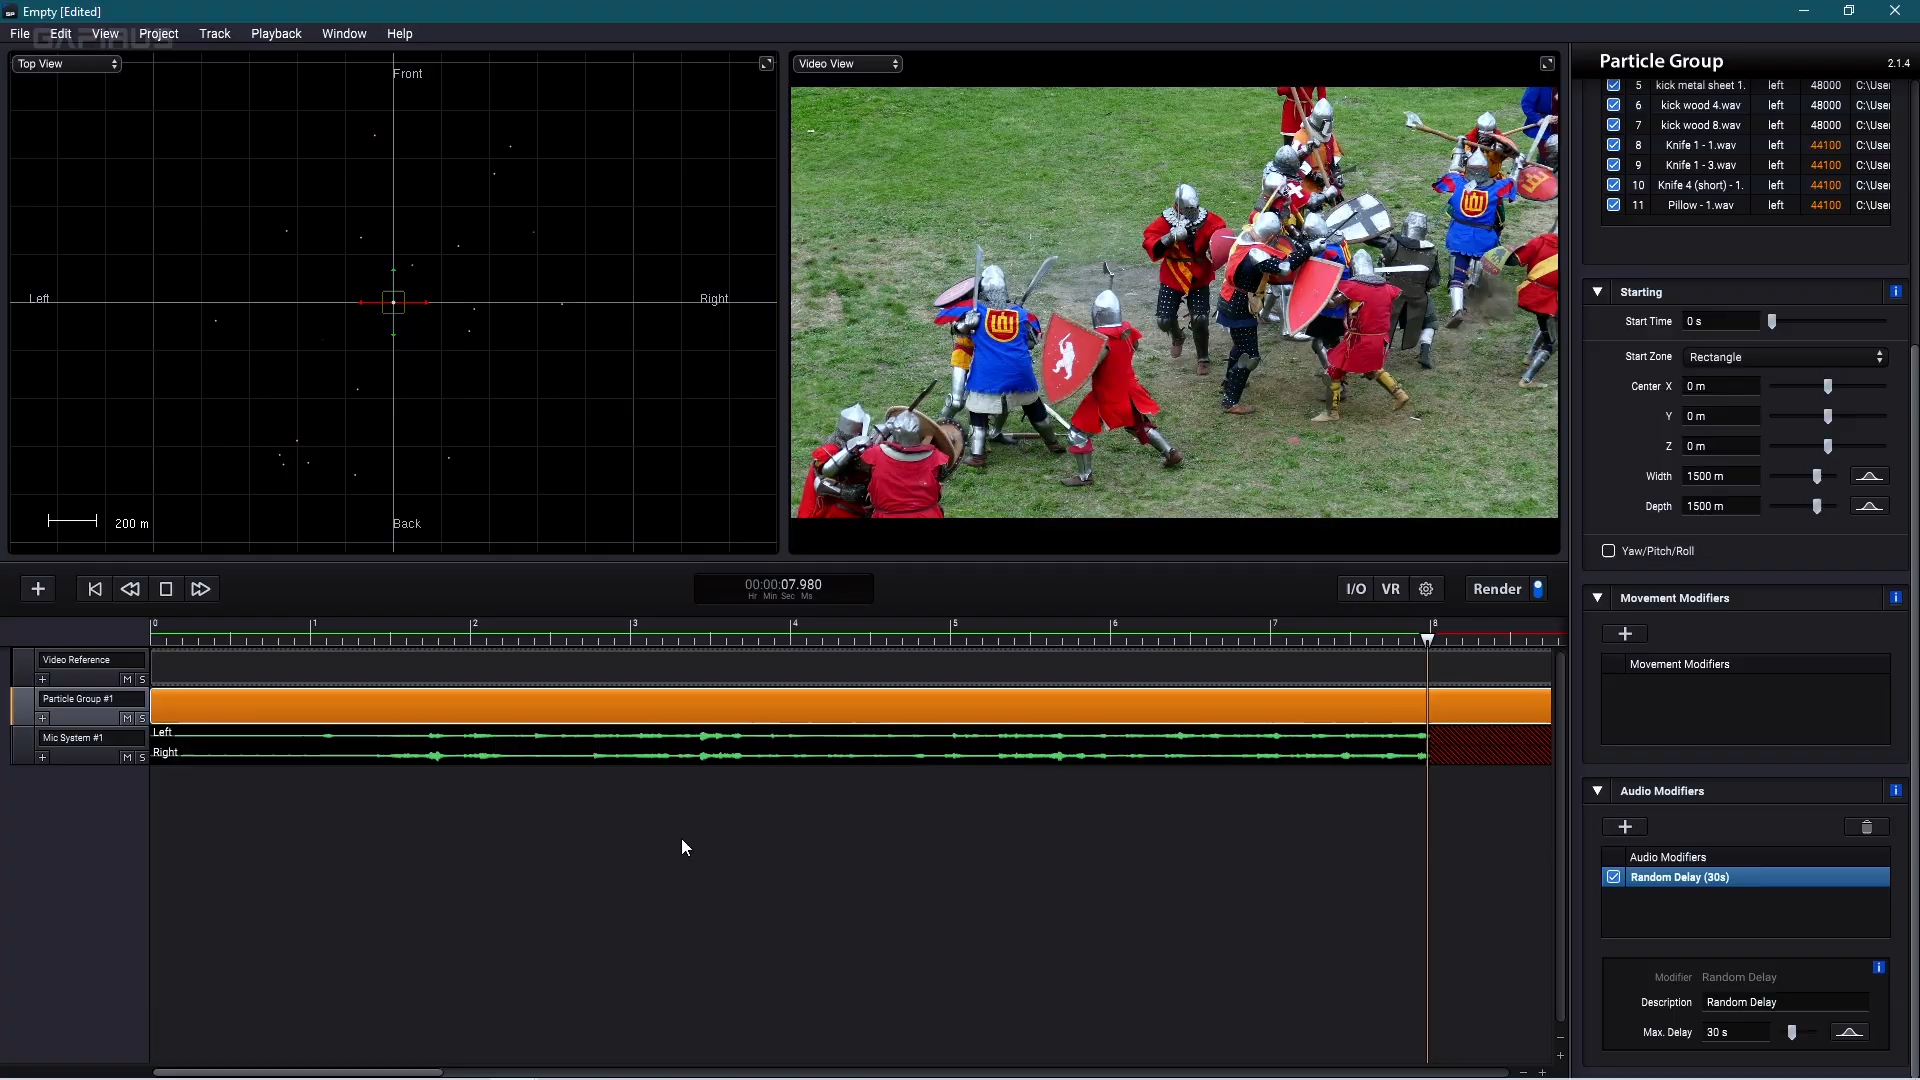 Empty [Edited]
File Edit View Project Track Playback Window Help
Top View
Front
Left
Right
Back
200 m
Video View
Particle Group
2.1.4
5 kick metal sheet 1. left 48000 C:\User
6 kick wood 4.wav left 48000 C:\User
7 kick wood 8.wav left 48000 C:\User
8 Knife 1 - 1.wav left 44100 C:\User
9 Knife 1 - 3.wav left 44100 C:\User
10 Knife 4 (short) - 1. left 44100 C:\User
11 Pillow - 1.wav left 44100 C:\User
Starting
i
Start Time 0 s
Start Zone Rectangle
Center X 0 m
Y 0 m
Z 0 m
Width 1500 m
Depth 1500 m
Yaw/Pitch/Roll
00:00:07.980
Hr Min Sec Ms
I/O VR
Render
0 1 2 3 4 5 6 7 8
Video Reference
+ M S
Particle Group #1
+ M S
Mic System #1
+ M S
Left
Right
Movement Modifiers
i
+
Movement Modifiers
Audio Modifiers
i
+
Audio Modifiers
Random Delay (30s)
i
Modifier Random Delay
Description Random Delay
Max. Delay 30 s